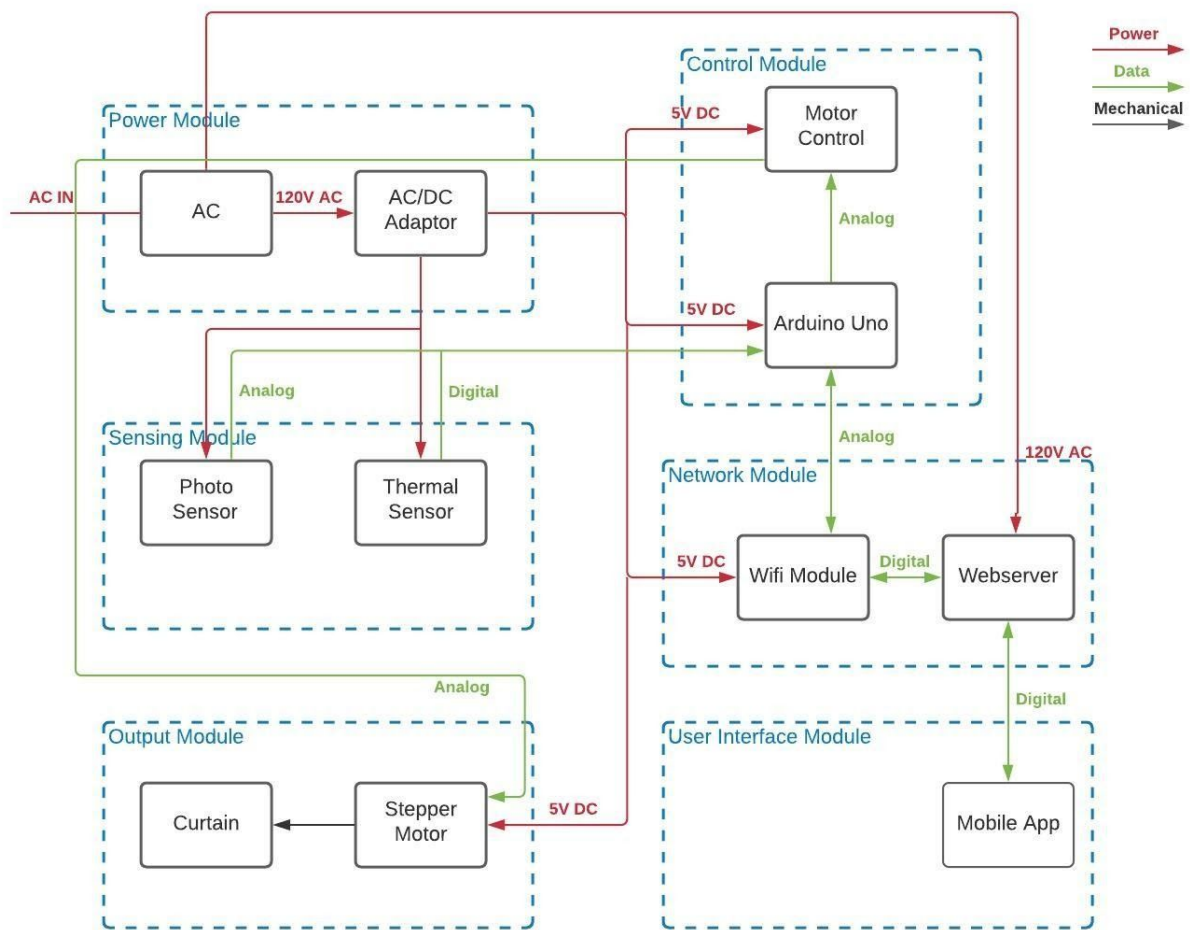 Power
Data
Mechanical
Control Module
Power Module
5V DC
Motor
Control
AC IN
AC
120V AC
AC/DC
Adaptor
Analog
5V DC
Arduino Uno
Analog
Digital
Sensing Module
Analog
120V AC
Network Module
Photo
Sensor
Thermal
Sensor
5V DC
Wifi Module
Digital
Webserver
Analog
Digital
Output Module
User Interface Module
Curtain
Stepper
Motor
5V DC
Mobile App